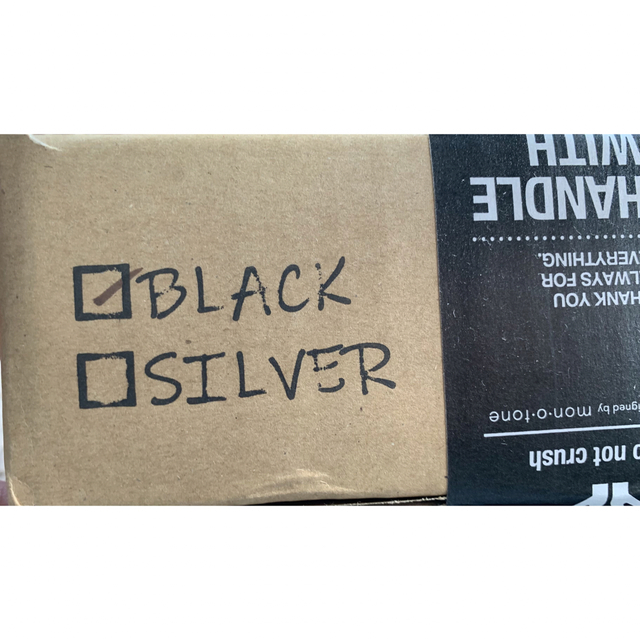 ☑BLACK
☐SILVER
HANDLE
WITH
THANK YOU
ALWAYS FOR
EVERYTHING.
mon·o·tone
not crush